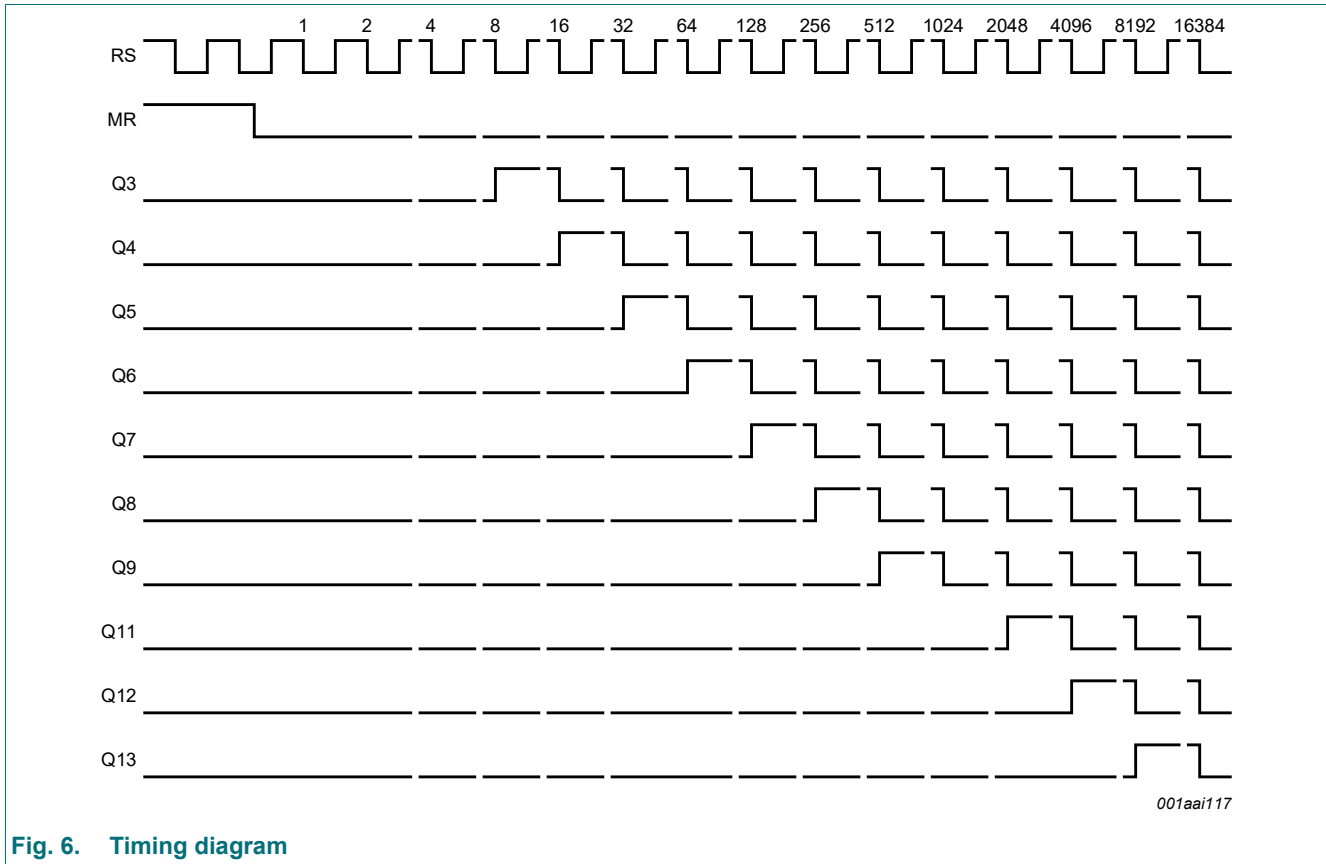 1 2 4 8 16 32 64 128 256 512 1024 2048 4096 8192 16384
RS
MR
Q3
Q4
Q5
Q6
Q7
Q8
Q9
Q11
Q12
Q13
001aai117
Fig. 6. Timing diagram